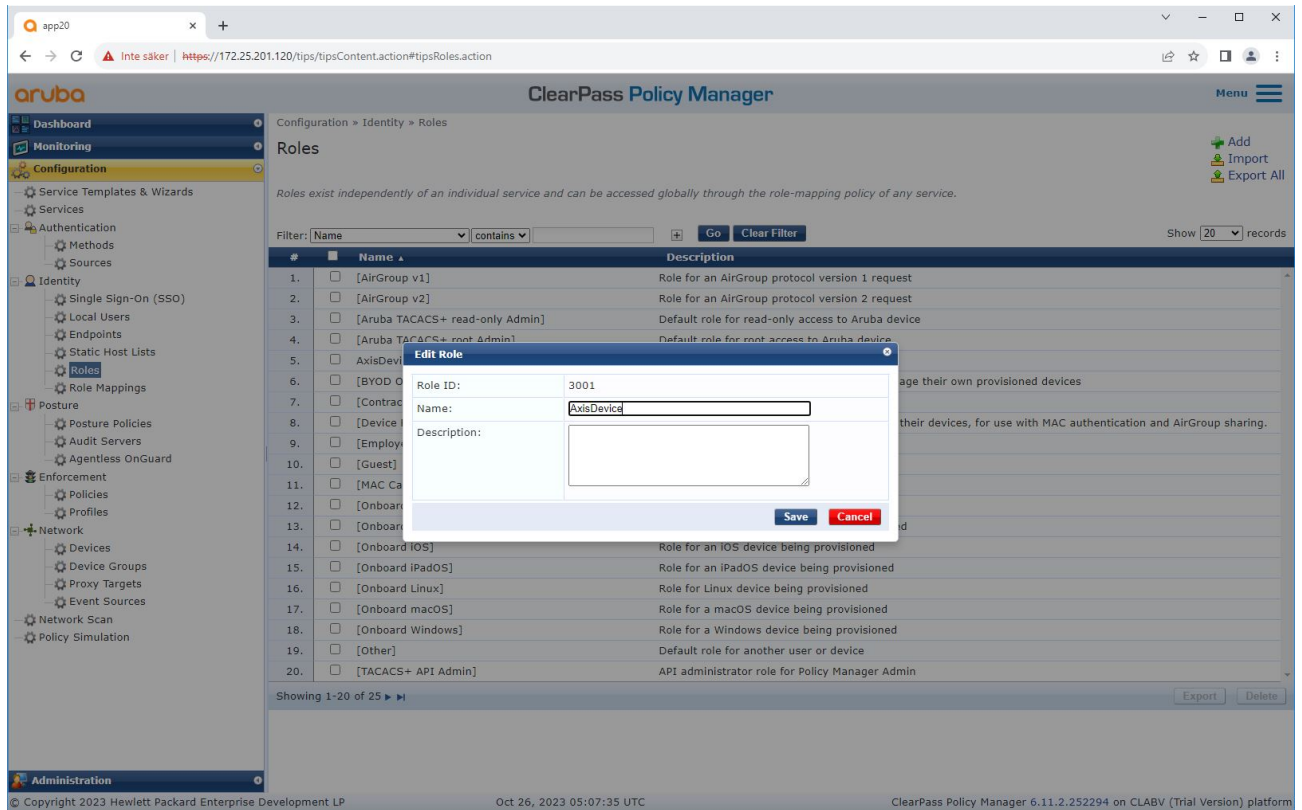 app20
Inte säker | https://172.25.201.120/tips/tipsContent.action#tipsRoles.action
aruba
ClearPass Policy Manager
Menu
Dashboard
Monitoring
Configuration
Service Templates & Wizards
Services
Authentication
Methods
Sources
Identity
Single Sign-On (SSO)
Local Users
Endpoints
Static Host Lists
Roles
Role Mappings
Posture
Posture Policies
Audit Servers
Agentless OnGuard
Enforcement
Policies
Profiles
Network
Devices
Device Groups
Proxy Targets
Event Sources
Network Scan
Policy Simulation
Administration
Configuration » Identity » Roles
Roles
Add
Import
Export All
Roles exist independently of an individual service and can be accessed globally through the role-mapping policy of any service.
Filter: Name contains + Go Clear Filter Show 20 records
# Name Description
1. [AirGroup v1] Role for an AirGroup protocol version 1 request
2. [AirGroup v2] Role for an AirGroup protocol version 2 request
3. [Aruba TACACS+ read-only Admin] Default role for read-only access to Aruba device
4. [Aruba TACACS+ root Admin] Default role for root access to Aruba device
5. AxisDevi
6. [BYOD O age their own provisioned devices
7. [Contrac
8. [Device their devices, for use with MAC authentication and AirGroup sharing.
9. [Employe
10. [Guest]
11. [MAC Ca
12. [Onboard
13. [Onboard ed
14. [Onboard iOS] Role for an iOS device being provisioned
15. [Onboard iPadOS] Role for an iPadOS device being provisioned
16. [Onboard Linux] Role for Linux device being provisioned
17. [Onboard macOS] Role for a macOS device being provisioned
18. [Onboard Windows] Role for a Windows device being provisioned
19. [Other] Default role for another user or device
20. [TACACS+ API Admin] API administrator role for Policy Manager Admin
Showing 1-20 of 25
Export Delete
Edit Role
Role ID: 3001
Name: AxisDevice
Description:
Save Cancel
© Copyright 2023 Hewlett Packard Enterprise Development LP Oct 26, 2023 05:07:35 UTC ClearPass Policy Manager 6.11.2.252294 on CLABV (Trial Version) platform